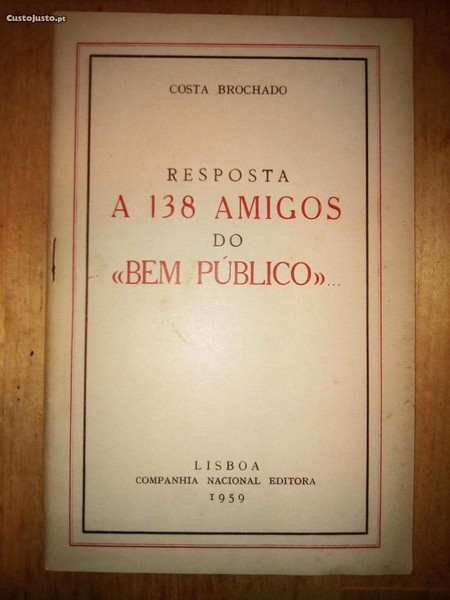 CustoJusto.pt
COSTA BROCHADO
RESPOSTA
A 138 AMIGOS
DO
«BEM PÚBLICO»...
LISBOA
COMPANHIA NACIONAL EDITORA
1959